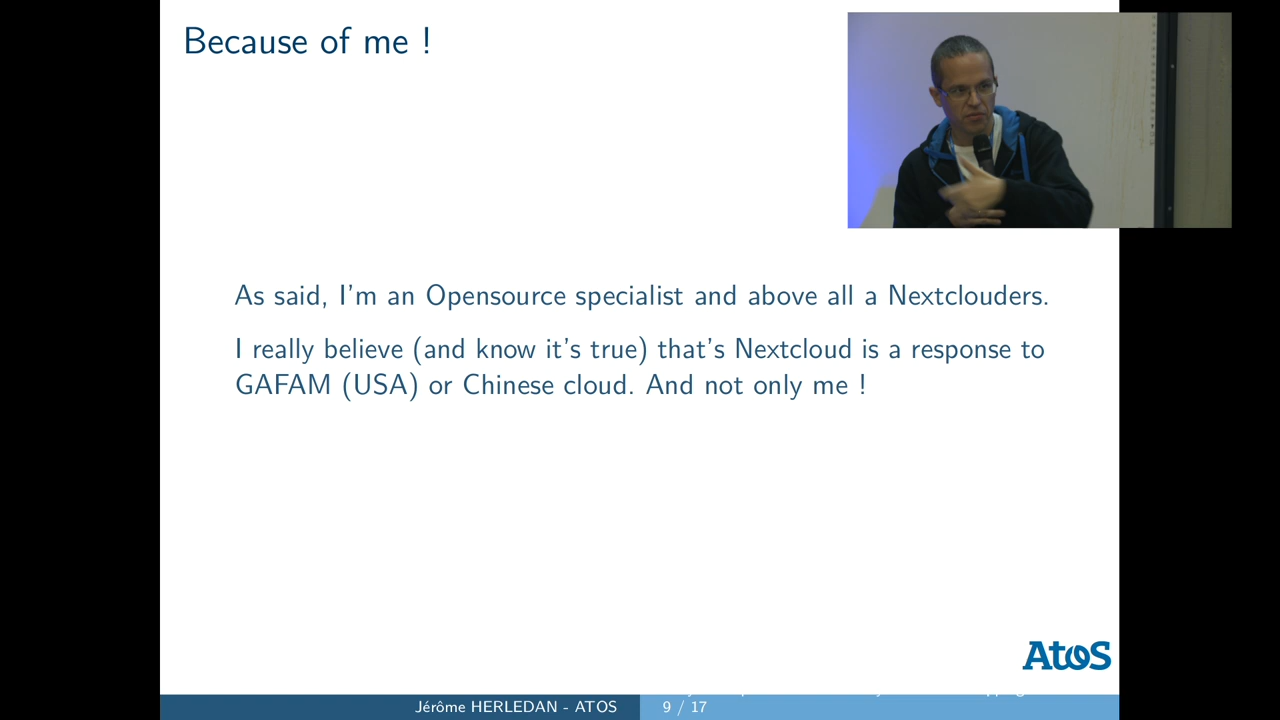 Because of me !
As said, I'm an Opensource specialist and above all a Nextclouders.
I really believe (and know it's true) that's Nextcloud is a response to
GAFAM (USA) or Chinese cloud. And not only me !
Atos
Jérôme HERLEDAN - ATOS
9 / 17